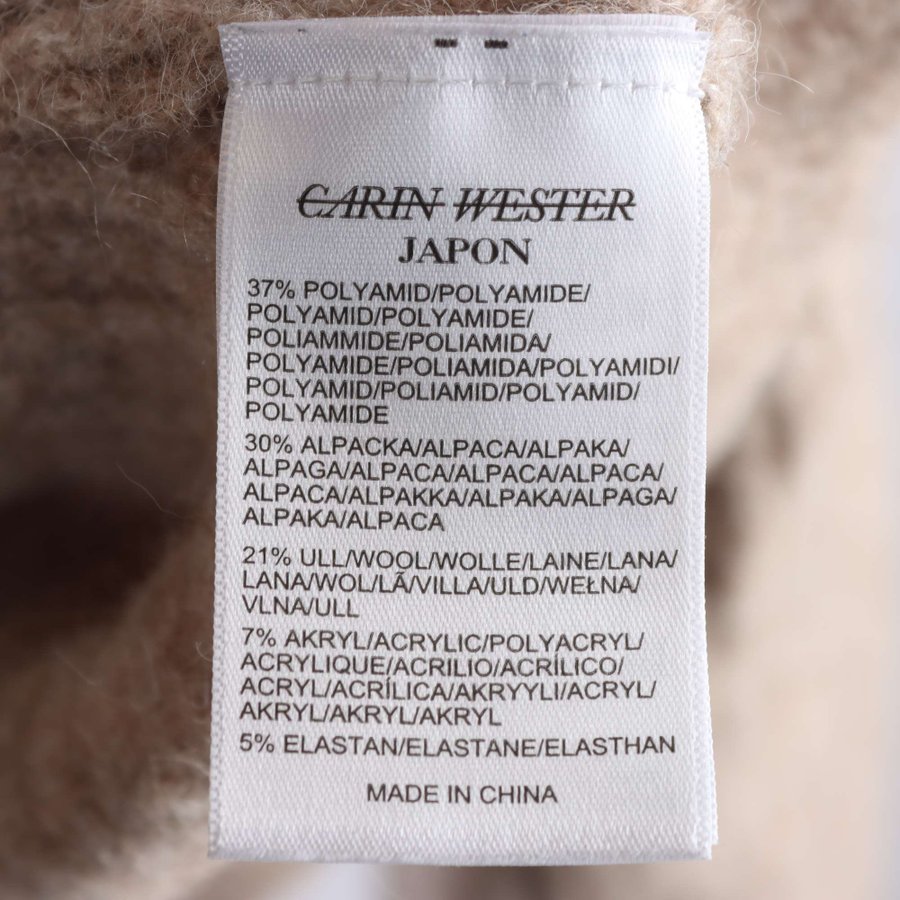 CARIN WESTER
JAPON
37% POLYAMID/POLYAMIDE/
POLYAMID/POLYAMIDE/
POLIAMMIDE/POLIAMIDA/
POLYAMIDE/POLIAMIDA/POLYAMIDI/
POLYAMID/POLIAMID/POLYAMID/
POLYAMIDE
30% ALPACKA/ALPACA/ALPAKA/
ALPAGA/ALPACA/ALPACA/ALPACA/
ALPACA/ALPAKKA/ALPAKA/ALPAGA/
ALPAKA/ALPACA
21% ULL/WOOL/WOLLE/LAINE/LANA/
LANA/WOL/LÃ/VILLA/ULD/WEŁNA/
VLNA/ULL
7% AKRYL/ACRYLIC/POLYACRYL/
ACRYLIQUE/ACRILIO/ACRÍLICO/
ACRYL/ACRÍLICA/AKRYYLI/ACRYL/
AKRYL/AKRYL/AKRYL
5% ELASTAN/ELASTANE/ELASTHAN
MADE IN CHINA